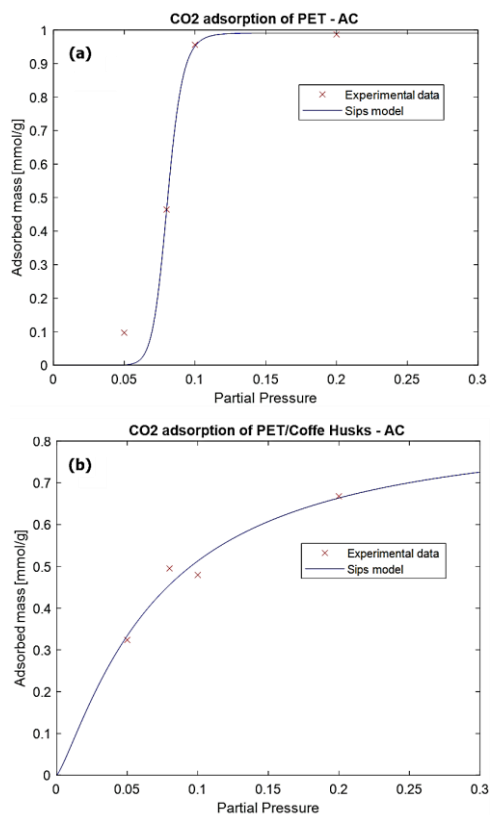 CO2 adsorption of PET - AC
(a)
1
0.9
0.8
0.7
0.6
0.5
0.4
0.3
0.2
0.1
0
Adsorbed mass [mmol/g]
Experimental data
Sips model
0 0.05 0.1 0.15 0.2 0.25 0.3
Partial Pressure
CO2 adsorption of PET/Coffe Husks - AC
(b)
0.8
0.7
0.6
0.5
0.4
0.3
0.2
0.1
0
Adsorbed mass [mmol/g]
Experimental data
Sips model
0 0.05 0.1 0.15 0.2 0.25 0.3
Partial Pressure